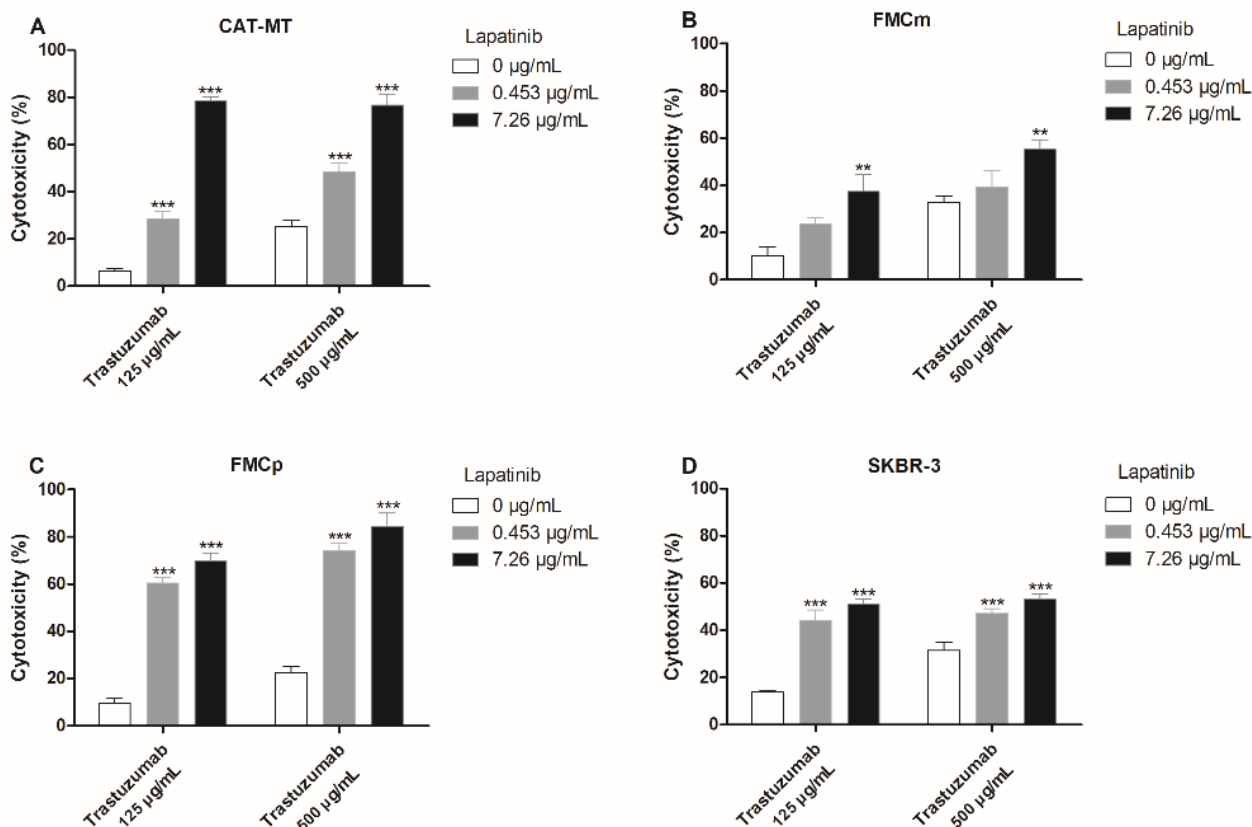 A
CAT-MT
Cytotoxicity (%)
100
80
60
40
20
0
***
***
***
***
Trastuzumab
125 µg/mL
Trastuzumab
500 µg/mL
Lapatinib
0 µg/mL
0.453 µg/mL
7.26 µg/mL
B
FMCm
Cytotoxicity (%)
100
80
60
40
20
0
**
**
Trastuzumab
125 µg/mL
Trastuzumab
500 µg/mL
Lapatinib
0 µg/mL
0.453 µg/mL
7.26 µg/mL
C
FMCp
Cytotoxicity (%)
100
80
60
40
20
0
***
***
***
***
Trastuzumab
125 µg/mL
Trastuzumab
500 µg/mL
Lapatinib
0 µg/mL
0.453 µg/mL
7.26 µg/mL
D
SKBR-3
Cytotoxicity (%)
100
80
60
40
20
0
***
***
***
***
Trastuzumab
125 µg/mL
Trastuzumab
500 µg/mL
Lapatinib
0 µg/mL
0.453 µg/mL
7.26 µg/mL